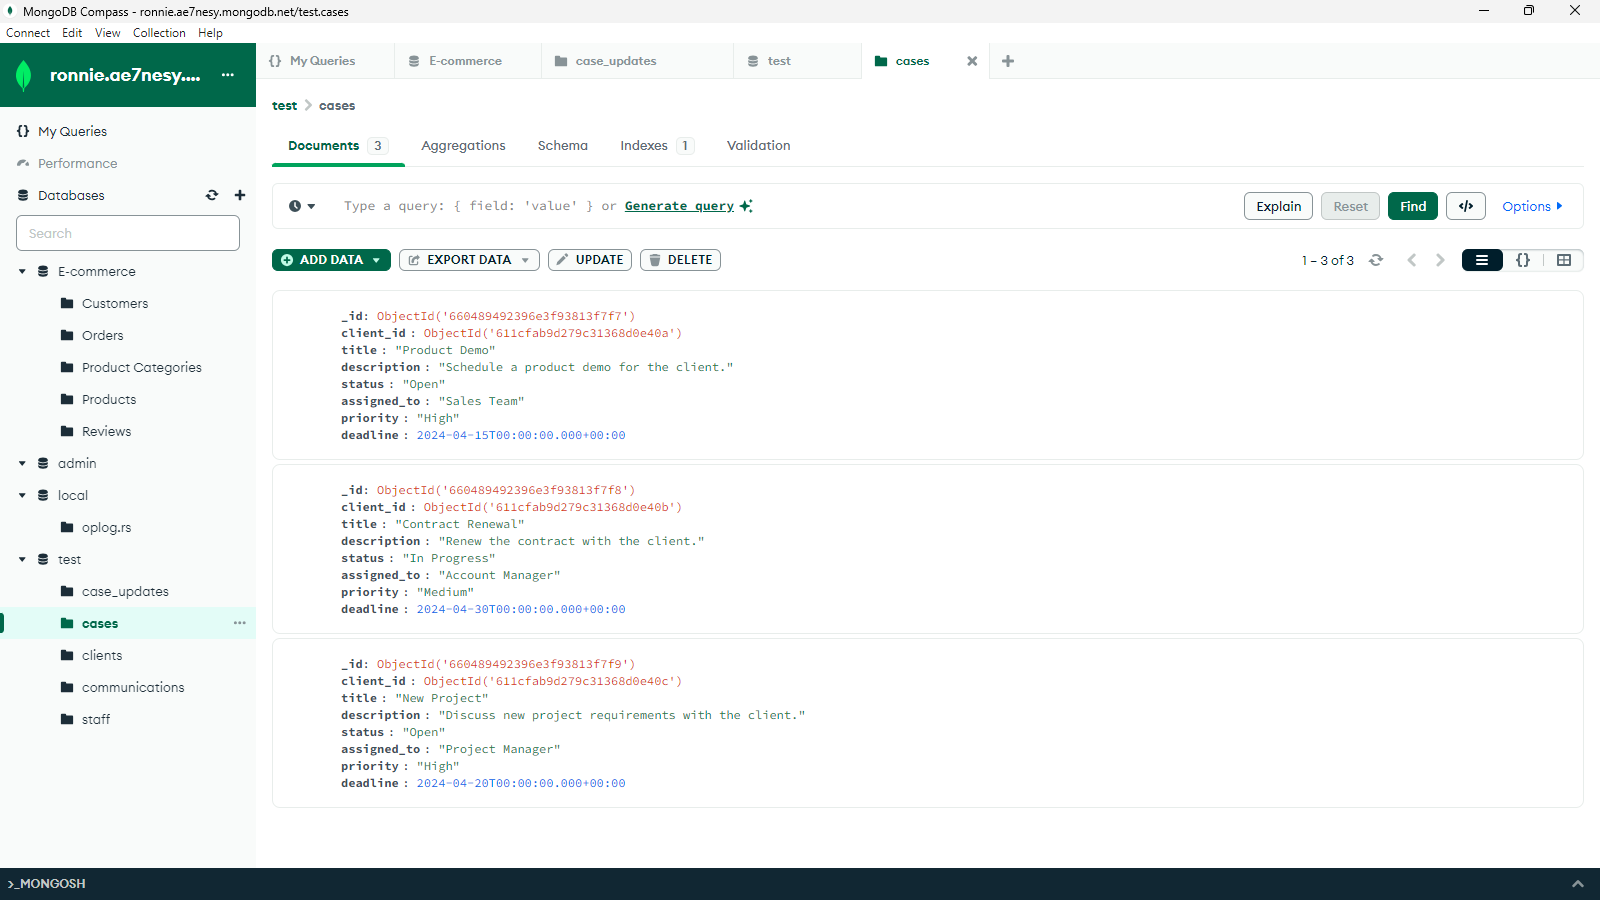 MongoDB Compass - ronnie.ae7nesy.mongodb.net/test.cases
Connect Edit View Collection Help
ronnie.ae7nesy....
My Queries
Performance
Databases
Search
E-commerce
Customers
Orders
Product Categories
Products
Reviews
admin
local
oplog.rs
test
case_updates
cases
clients
communications
staff
{} My Queries E-commerce case_updates test cases
test > cases
Documents 3 Aggregations Schema Indexes 1 Validation
Type a query: { field: 'value' } or Generate query Explain Reset Find </> Options
ADD DATA EXPORT DATA UPDATE DELETE 1 – 3 of 3 {}
_id: ObjectId('660489492396e3f93813f7f7')
client_id : ObjectId('611cfab9d279c31368d0e40a')
title : "Product Demo"
description : "Schedule a product demo for the client."
status : "Open"
assigned_to : "Sales Team"
priority : "High"
deadline : 2024-04-15T00:00:00.000+00:00
_id: ObjectId('660489492396e3f93813f7f8')
client_id : ObjectId('611cfab9d279c31368d0e40b')
title : "Contract Renewal"
description : "Renew the contract with the client."
status : "In Progress"
assigned_to : "Account Manager"
priority : "Medium"
deadline : 2024-04-30T00:00:00.000+00:00
_id: ObjectId('660489492396e3f93813f7f9')
client_id : ObjectId('611cfab9d279c31368d0e40c')
title : "New Project"
description : "Discuss new project requirements with the client."
status : "Open"
assigned_to : "Project Manager"
priority : "High"
deadline : 2024-04-20T00:00:00.000+00:00
>_MONGOSH